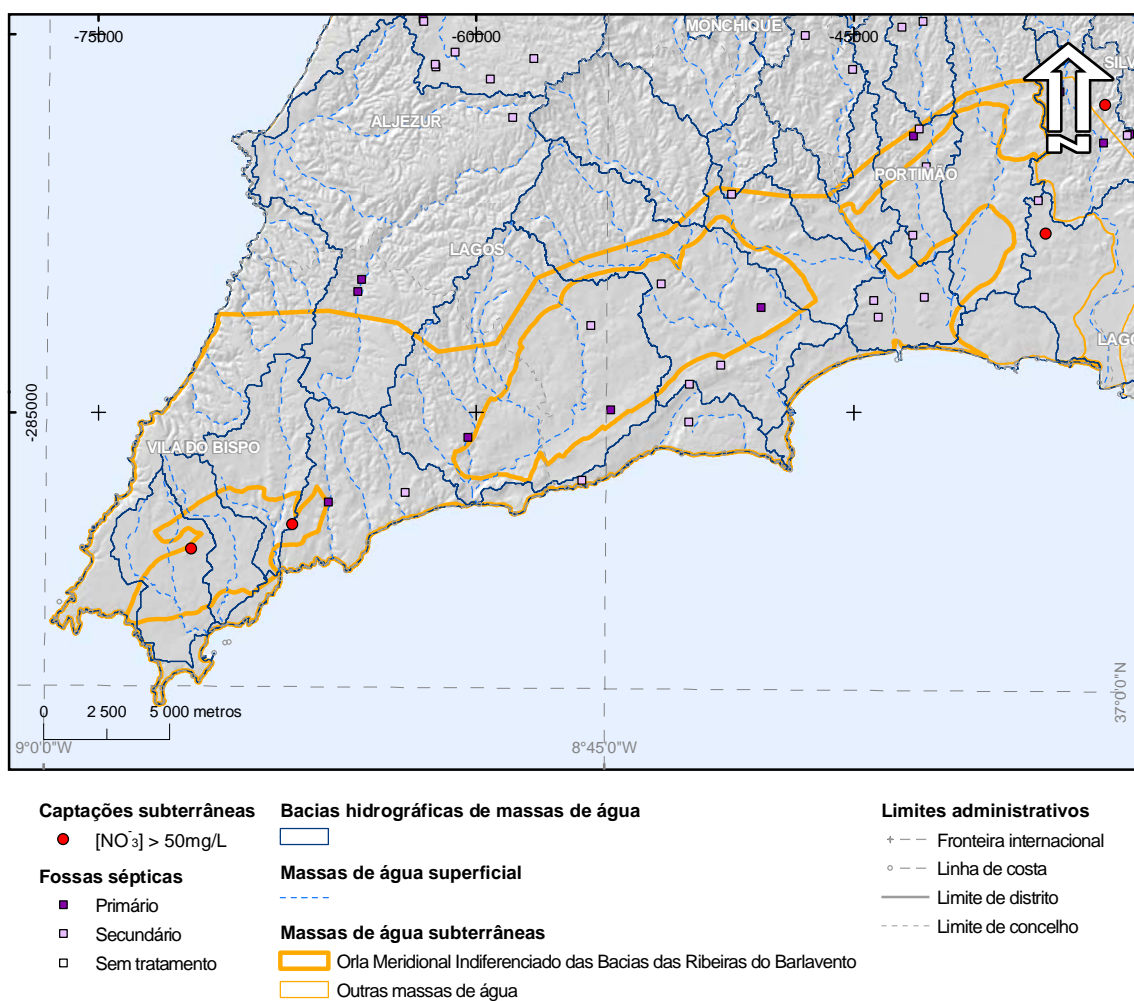 -75000
-60000
-45000
MONCHIQUE
SILV
ALJEZUR
PORTIMÃO
LAGOS
LAGO
-285000
VILA DO BISPO
N
0 2 500 5 000 metros
37°0'0"N
9°0'0"W
8°45'0"W
Captações subterrâneas
[NO3-] > 50mg/L
Fossas sépticas
Primário
Secundário
Sem tratamento
Bacias hidrográficas de massas de água
Massas de água superficial
Massas de água subterrâneas
Orla Meridional Indiferenciado das Bacias das Ribeiras do Barlavento
Outras massas de água
Limites administrativos
Fronteira internacional
Linha de costa
Limite de distrito
Limite de concelho